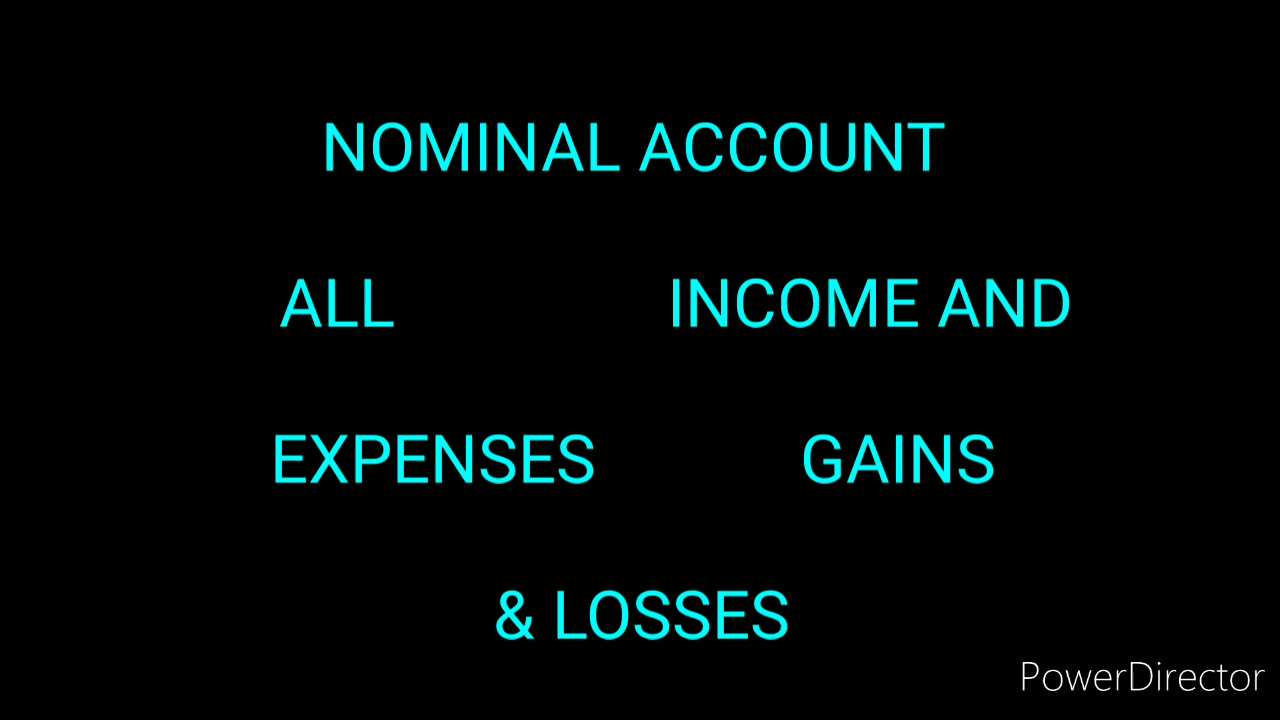 NOMINAL ACCOUNT
ALL INCOME AND
EXPENSES GAINS
& LOSSES
PowerDirector